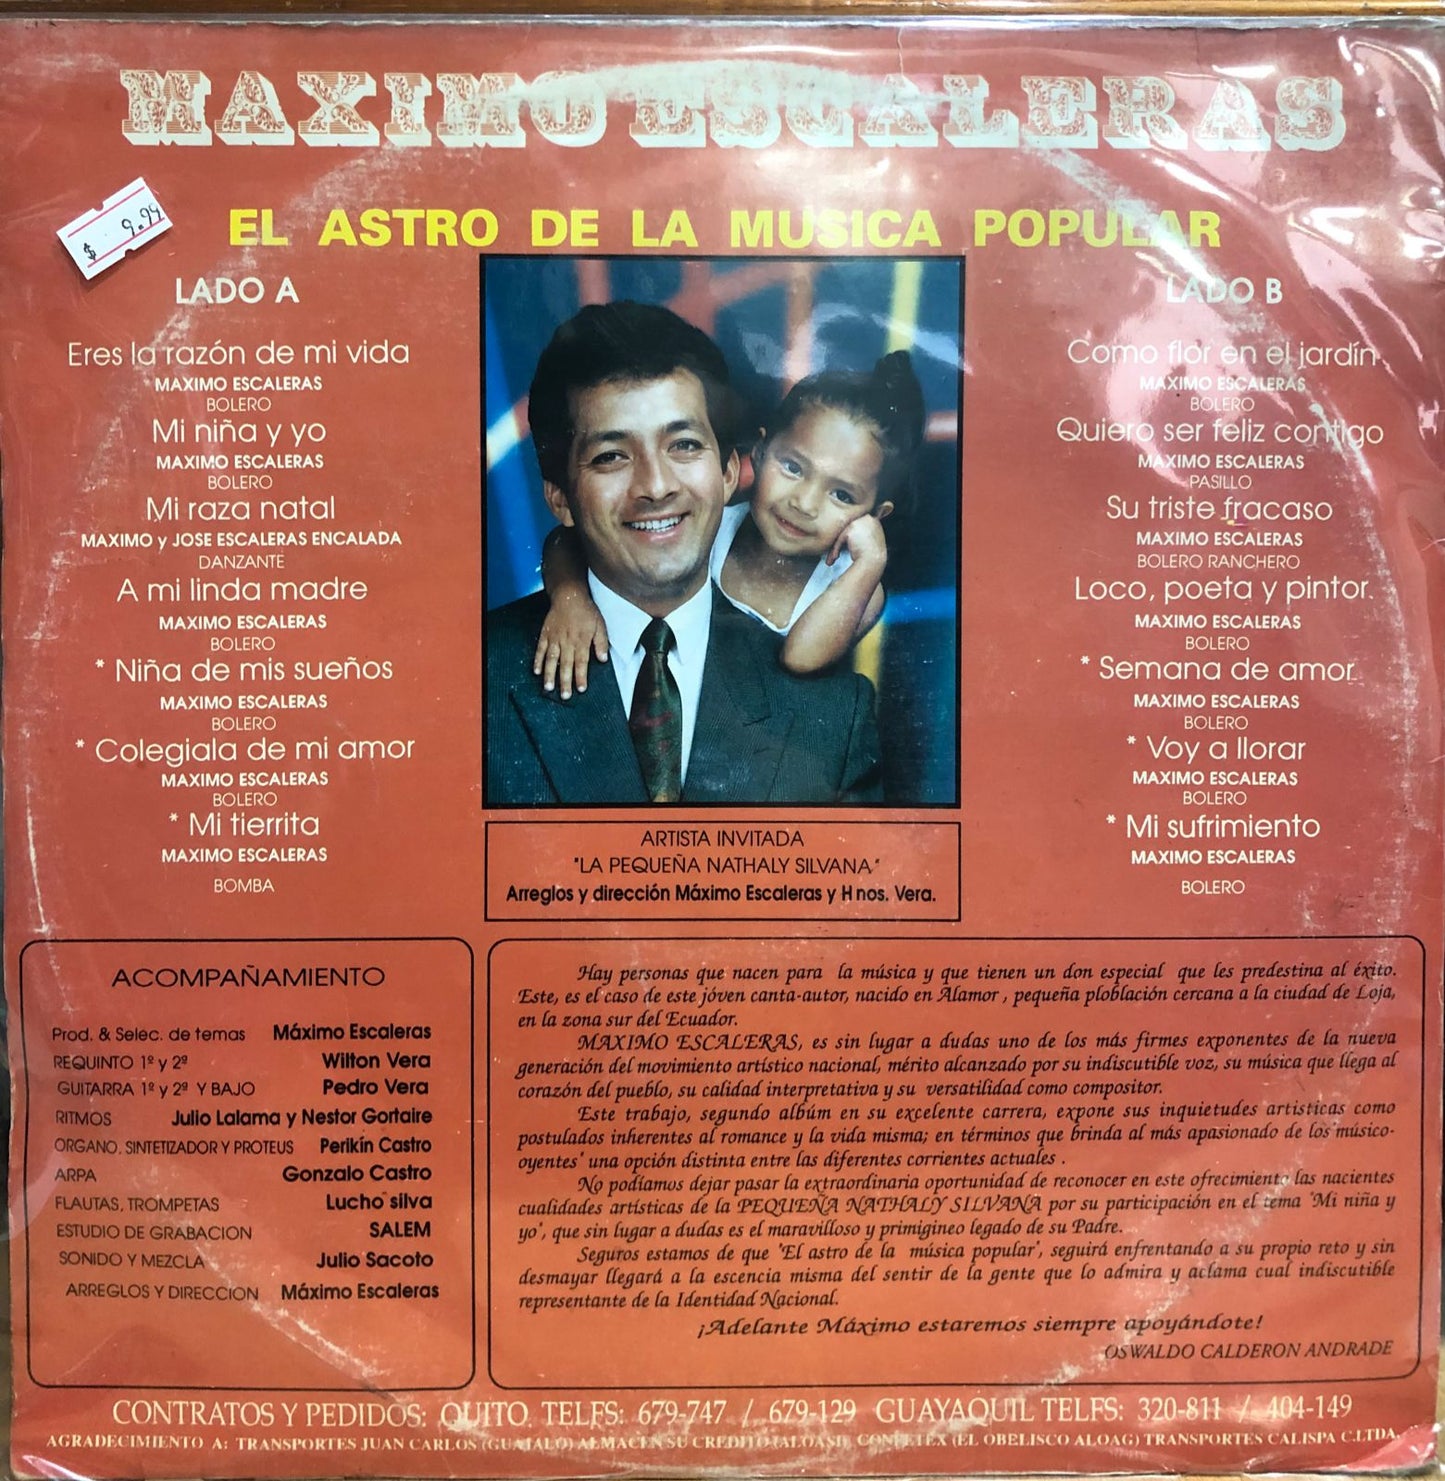 MAXIMO ESCALERAS
$ 9.94
EL ASTRO DE LA MUSICA POPULAR
LADO A
Eres la razón de mi vida
MAXIMO ESCALERAS
BOLERO
Mi niña y yo
MAXIMO ESCALERAS
BOLERO
Mi raza natal
MAXIMO y JOSE ESCALERAS ENCALADA
DANZANTE
A mi linda madre
MAXIMO ESCALERAS
BOLERO
* Niña de mis sueños
MAXIMO ESCALERAS
BOLERO
* Colegiala de mi amor
MAXIMO ESCALERAS
BOLERO
* Mi tierrita
MAXIMO ESCALERAS
BOMBA
LADO B
Como flor en el jardín
MAXIMO ESCALERAS
BOLERO
Quiero ser feliz contigo
MAXIMO ESCALERAS
PASILLO
Su triste fracaso
MAXIMO ESCALERAS
BOLERO RANCHERO
Loco, poeta y pintor.
MAXIMO ESCALERAS
BOLERO
* Semana de amor
MAXIMO ESCALERAS
BOLERO
* Voy a llorar
MAXIMO ESCALERAS
BOLERO
* Mi sufrimiento
MAXIMO ESCALERAS
BOLERO
ARTISTA INVITADA
"LA PEQUEÑA NATHALY SILVANA"
Arreglos y dirección Máximo Escaleras y Hnos. Vera.
ACOMPAÑAMIENTO
Prod. & Selec. de temas Máximo Escaleras
REQUINTO 1º y 2º Wilton Vera
GUITARRA 1º y 2º Y BAJO Pedro Vera
RITMOS Julio Lalama y Nestor Gortaire
ORGANO, SINTETIZADOR Y PROTEUS Perikín Castro
ARPA Gonzalo Castro
FLAUTAS, TROMPETAS Lucho silva
ESTUDIO DE GRABACION SALEM
SONIDO Y MEZCLA Julio Sacoto
ARREGLOS Y DIRECCION Máximo Escaleras
Hay personas que nacen para la música y que tienen un don especial que les predestina al éxito.
Este, es el caso de este jóven canta-autor, nacido en Alamor , pequeña ploblación cercana a la ciudad de Loja,
en la zona sur del Ecuador.
MAXIMO ESCALERAS, es sin lugar a dudas uno de los más firmes exponentes de la nueva
generación del movimiento artístico nacional, mérito alcanzado por su indiscutible voz, su música que llega al
corazón del pueblo, su calidad interpretativa y su versatilidad como compositor.
Este trabajo, segundo albúm en su excelente carrera, expone sus inquietudes artisticas como
postulados inherentes al romance y la vida misma; en términos que brinda al más apasionado de los músico-
oyentes' una opción distinta entre las diferentes corrientes actuales .
No podíamos dejar pasar la extraordinaria oportunidad de reconocer en este ofrecimiento las nacientes
cualidades artísticas de la PEQUEÑA NATHALY SILVANA por su participación en el tema 'Mi niña y
yo', que sin lugar a dudas es el maravilloso y primigineo legado de su Padre.
Seguros estamos de que 'El astro de la música popular', seguirá enfrentando a su propio reto y sin
desmayar llegará a la escencia misma del sentir de la gente que lo admira y aclama cual indiscutible
representante de la Identidad Nacional.
¡Adelante Máximo estaremos siempre apoyándote!
OSWALDO CALDERON ANDRADE
CONTRATOS Y PEDIDOS: QUITO. TELFS: 679-747 / 679-129 GUAYAQUIL TELFS: 320-811 / 404-149
AGRADECIMIENTO A: TRANSPORTES JUAN CARLOS (GUAJALO) ALMACEN SU CREDITO (ALOASI) (EL OBELISCO ALOAG) TRANSPORTES CALISPA C.LTDA.